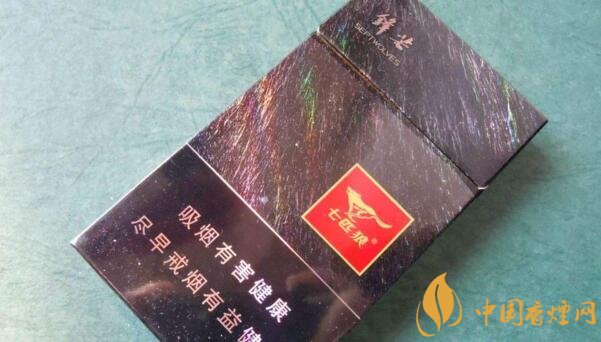 锋芒
SEPTWOLVES
七匹狼®
吸烟有害健康
尽早戒烟有益健
中国香烟网